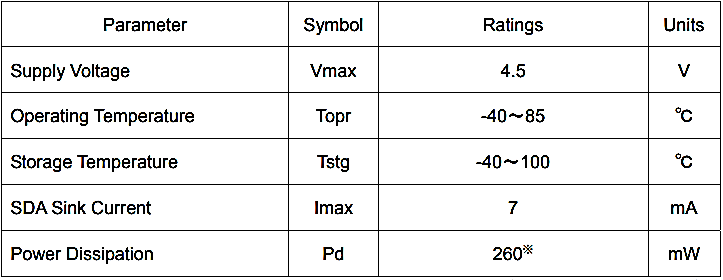 Parameter Symbol Ratings Units
Supply Voltage Vmax 4.5 V
Operating Temperature Topr -40～85 ℃
Storage Temperature Tstg -40～100 ℃
SDA Sink Current Imax 7 mA
Power Dissipation Pd 260※ mW